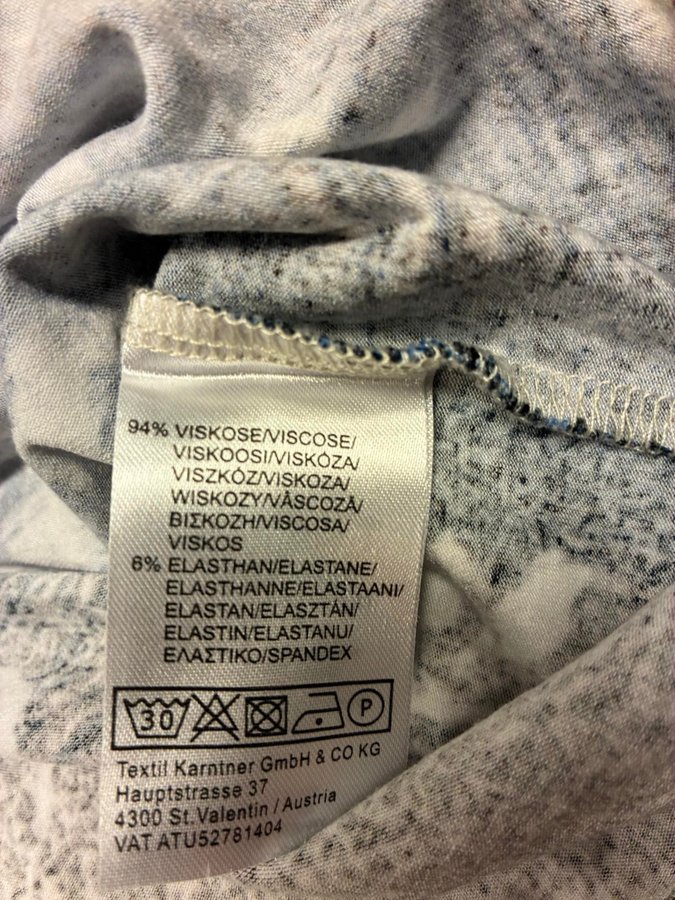 94% VISKOSE/VISCOSE/
VISKOOSI/VISKÓZA/
VISZKÓZ/VISKOZA/
WISKOZY/VÂSCOZĂ/
ΒΙΣΚΟΖΗ/VISCOSA/
VISKOS
6% ELASTHAN/ELASTANE/
ELASTHANNE/ELASTAANI/
ELASTAN/ELASZTÁN/
ELASTIN/ELASTANU/
ΕΛΑΣΤΙΚΟ/SPANDEX
30 P
Textil Karntner GmbH & CO KG
Hauptstrasse 37
4300 St.Valentin / Austria
VAT ATU52781404